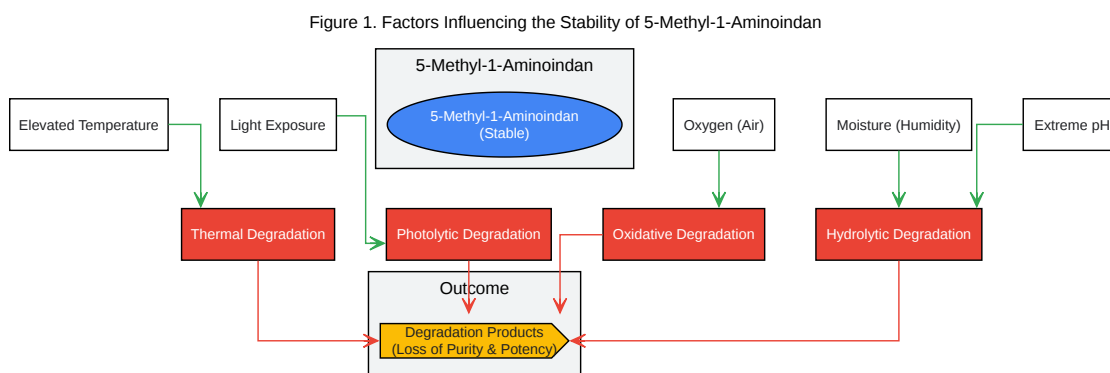 Figure 1. Factors Influencing the Stability of 5-Methyl-1-Aminoindan
5-Methyl-1-Aminoindan
5-Methyl-1-Aminoindan
(Stable)
Elevated Temperature
Light Exposure
Oxygen (Air)
Moisture (Humidity)
Extreme pH
Thermal Degradation
Photolytic Degradation
Oxidative Degradation
Hydrolytic Degradation
Outcome
Degradation Products
(Loss of Purity & Potency)